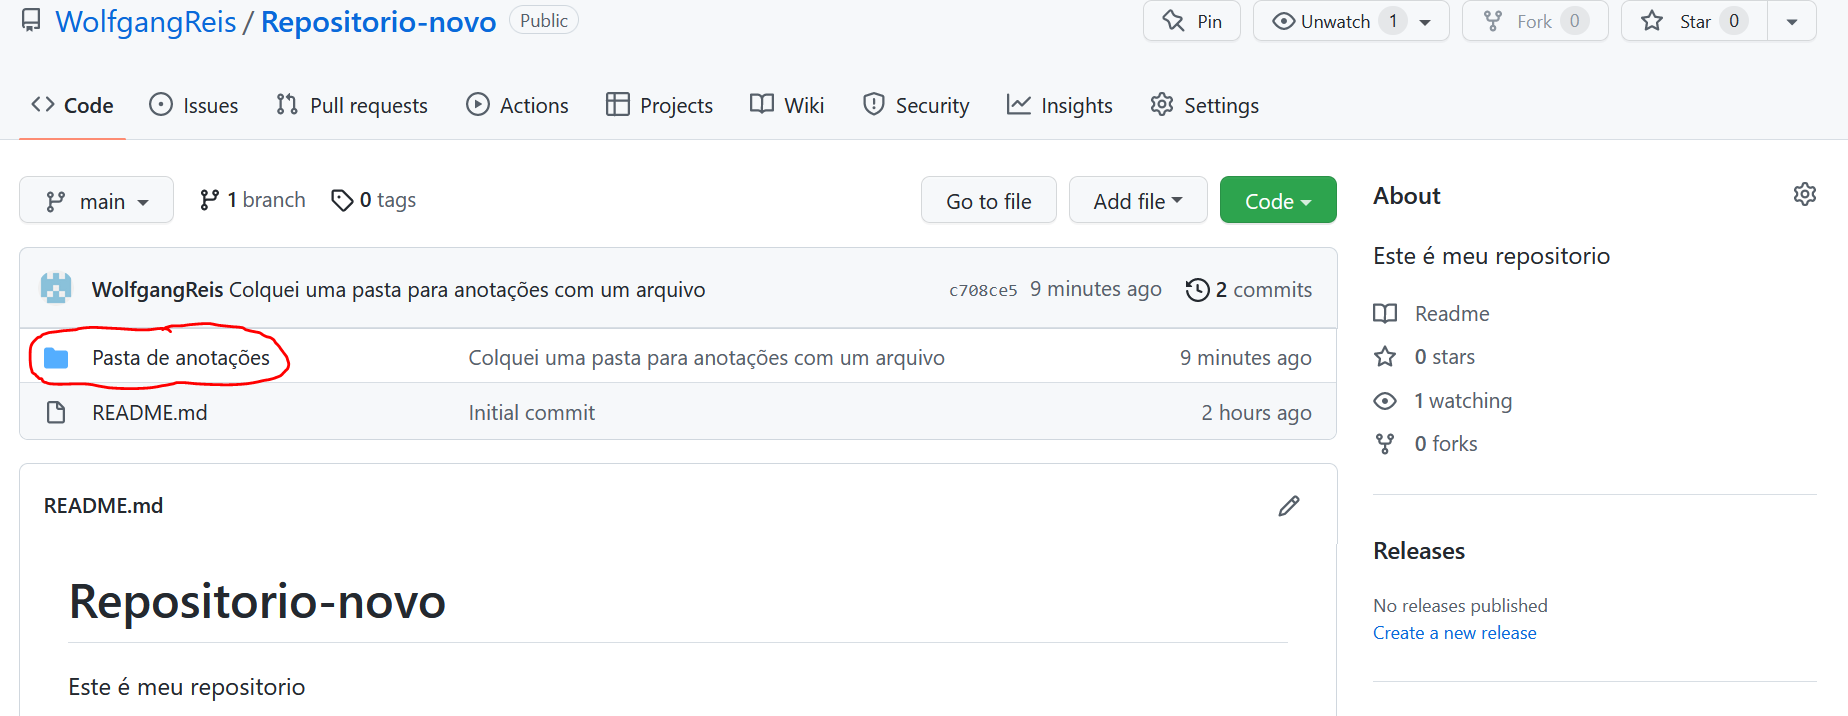 WolfgangReis / Repositorio-novo Public Pin Unwatch 1 Fork 0 Star 0
Code Issues Pull requests Actions Projects Wiki Security Insights Settings
main 1 branch 0 tags Go to file Add file Code
WolfgangReis Colquei uma pasta para anotações com um arquivo c708ce5 9 minutes ago 2 commits
Pasta de anotações Colquei uma pasta para anotações com um arquivo 9 minutes ago
README.md Initial commit 2 hours ago
README.md
Repositorio-novo
Este é meu repositorio
About
Este é meu repositorio
Readme
0 stars
1 watching
0 forks
Releases
No releases published
Create a new release